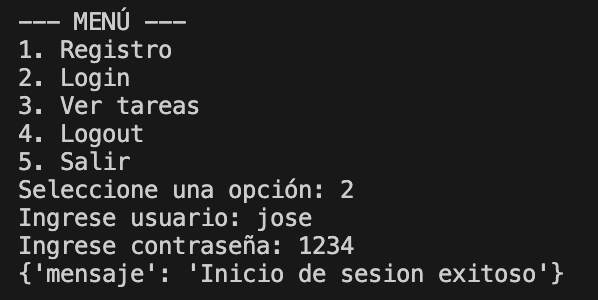 --- MENÚ ---
1. Registro
2. Login
3. Ver tareas
4. Logout
5. Salir
Seleccione una opción: 2
Ingrese usuario: jose
Ingrese contraseña: 1234
{'mensaje': 'Inicio de sesion exitoso'}